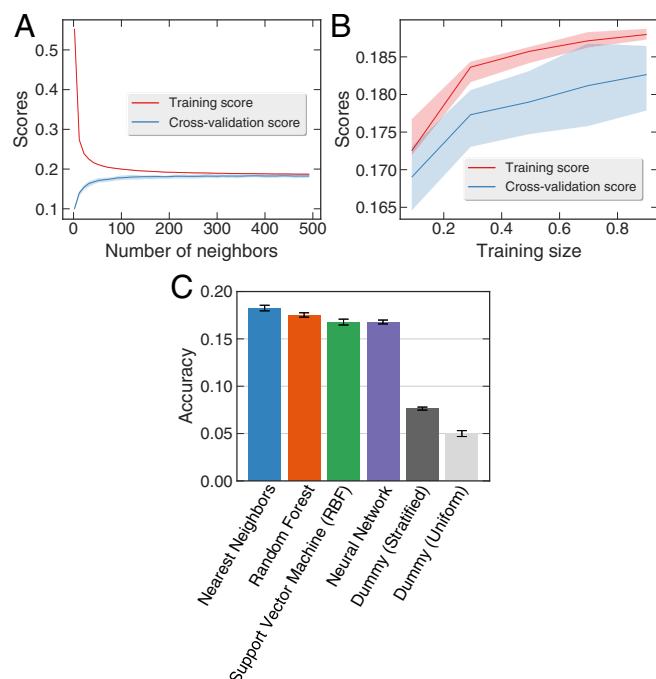 A
Scores
0.5
0.4
0.3
0.2
0.1
Training score
Cross-validation score
0 100 200 300 400 500
Number of neighbors
B
Scores
0.185
0.180
0.175
0.170
0.165
Training score
Cross-validation score
0.2 0.4 0.6 0.8
Training size
C
Accuracy
0.20
0.15
0.10
0.05
0.00
Nearest Neighbors
Random Forest
Support Vector Machine (RBF)
Neural Network
Dummy (Stratified)
Dummy (Uniform)